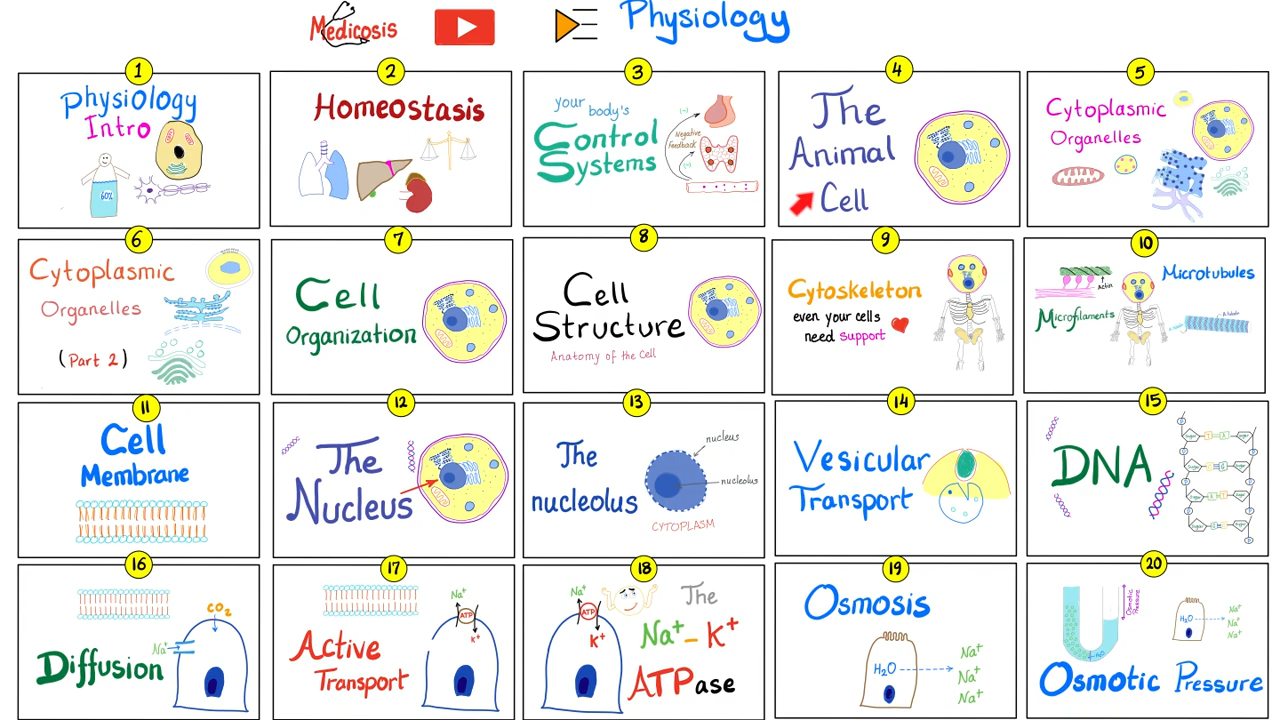 Medicosis
Physiology
1
Physiology
Intro
60%
2
Homeostasis
3
your body's
Control
Systems
Negative
Feedback
(-)
4
The
Animal
Cell
5
Cytoplasmic
Organelles
6
Cytoplasmic
Organelles
(Part 2)
7
Cell
Organization
8
Cell
Structure
Anatomy of the Cell
9
Cytoskeleton
even your cells
need support
10
Microtubules
Actin
Microfilaments
11
Cell
Membrane
12
The
Nucleus
13
The
nucleolus
nucleus
nucleolus
CYTOPLASM
14
Vesicular
Transport
15
DNA
16
CO₂
Na⁺
Diffusion
17
Na⁺
ATP
K⁺
Active
Transport
18
Na⁺
ATP
K⁺
The
Na⁺-K⁺
ATPase
19
Osmosis
H₂O
Na⁺
Na⁺
Na⁺
20
Osmotic
Pressure
H₂O
Na⁺
Na⁺
Na⁺
Osmotic Pressure